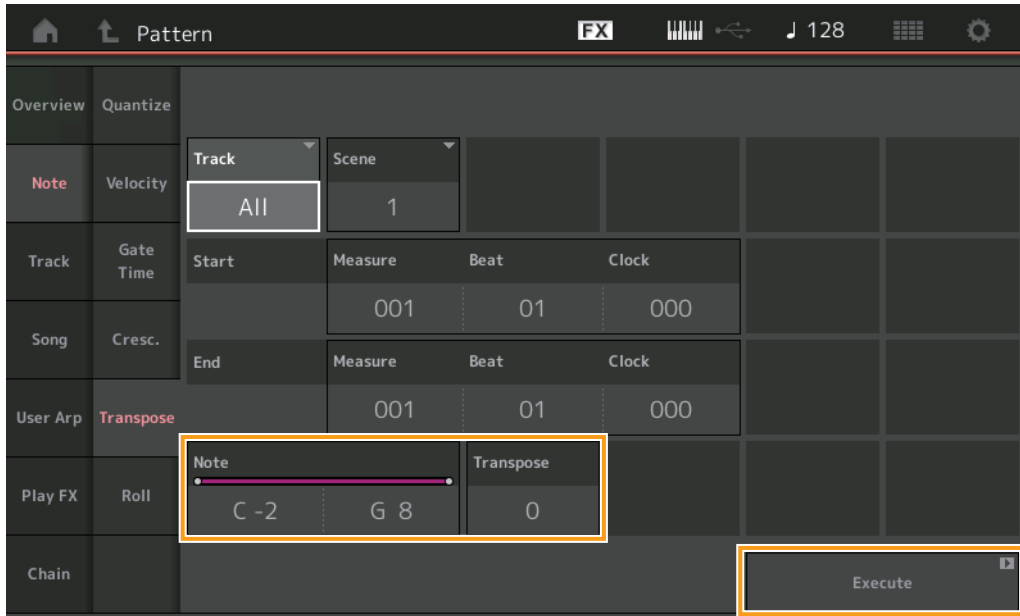 Pattern
FX
♩ 128
Overview
Quantize
Note
Velocity
Track
Gate
Time
Song
Cresc.
User Arp
Transpose
Play FX
Roll
Chain
Track
Scene
All
1
Start
Measure
Beat
Clock
001
01
000
End
Measure
Beat
Clock
001
01
000
Note
Transpose
C -2
G 8
0
Execute